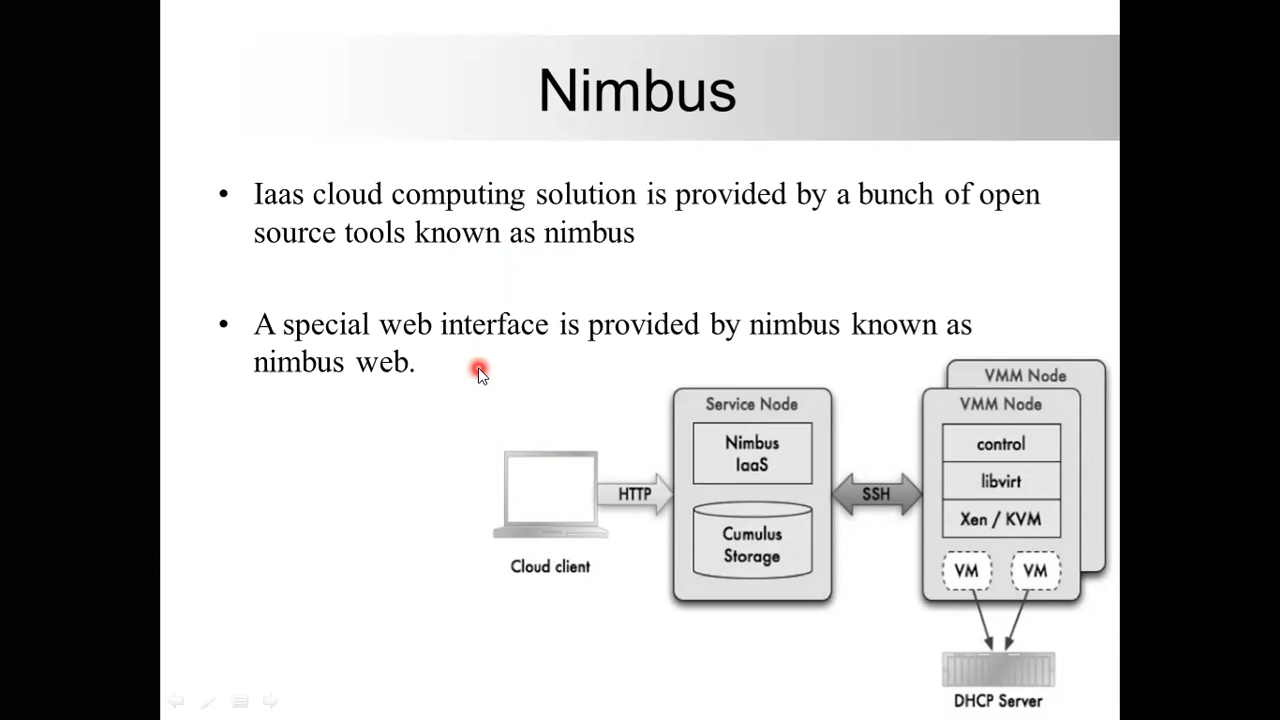 Nimbus
• Iaas cloud computing solution is provided by a bunch of open
source tools known as nimbus
• A special web interface is provided by nimbus known as
nimbus web.
VMM Node
Service Node
VMM Node
Nimbus
IaaS
control
libvirt
HTTP
SSH
Xen / KVM
Cumulus
Storage
Cloud client
VM
VM
DHCP Server